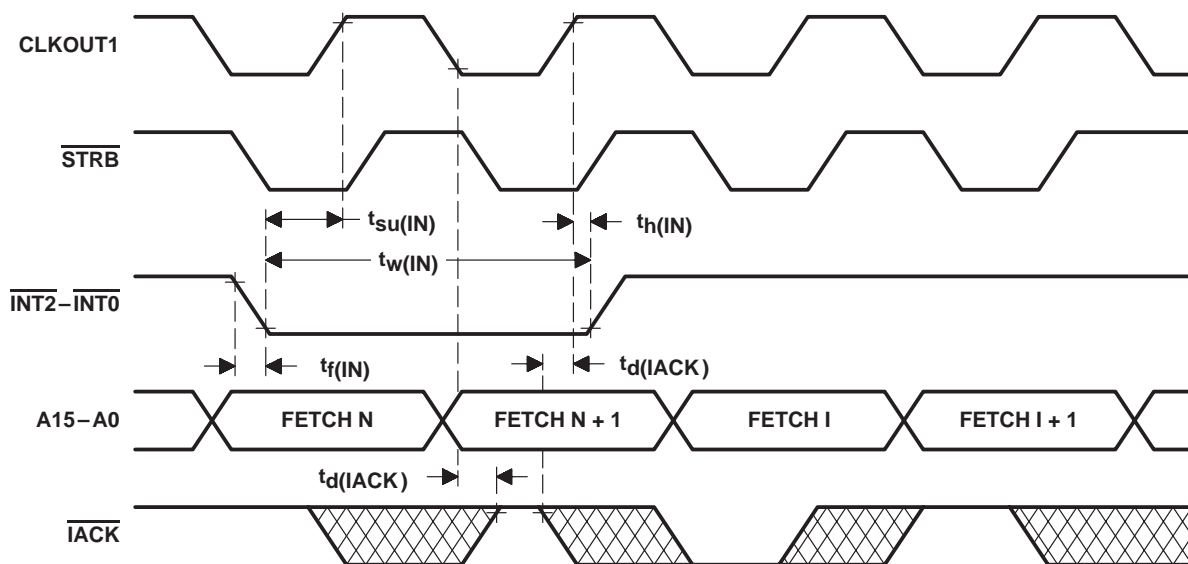 CLKOUT1
STRB
tsu(IN)
th(IN)
tw(IN)
INT2–INT0
tf(IN)
td(IACK)
A15–A0
FETCH N
FETCH N + 1
FETCH I
FETCH I + 1
td(IACK)
IACK